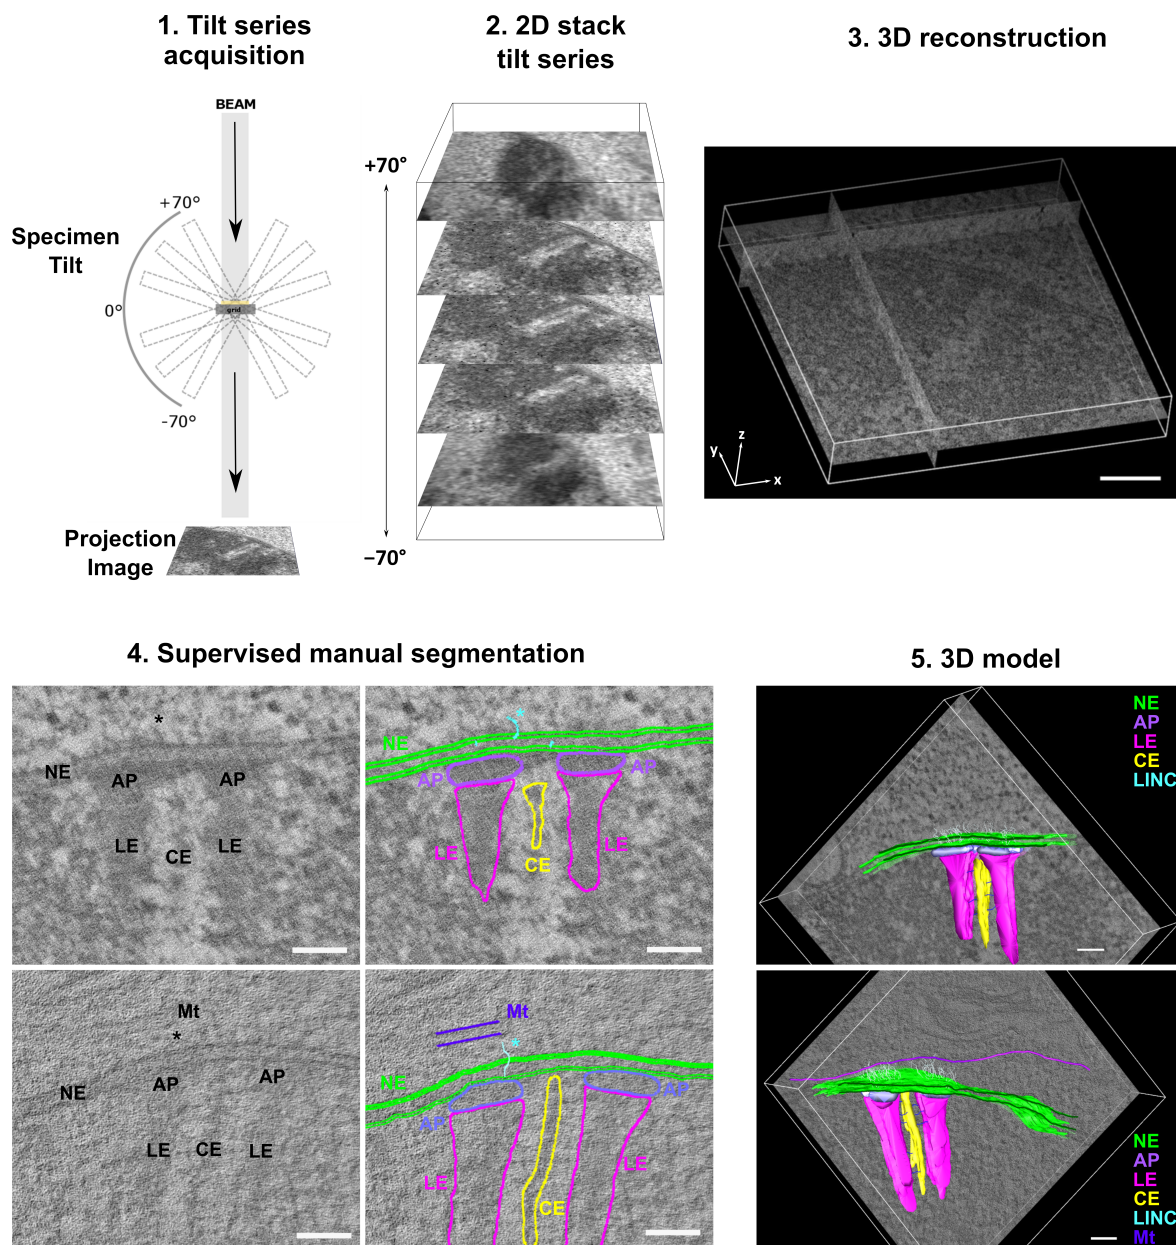 1. Tilt series
acquisition
BEAM
+70°
Specimen
Tilt
0°
grid
-70°
Projection
Image
2. 2D stack
tilt series
+70°
−70°
3. 3D reconstruction
y
z
x
4. Supervised manual segmentation
*
NE
AP
AP
LE
CE
LE
*
NE
AP
AP
LE
CE
LE
Mt
*
NE
AP
AP
LE
CE
LE
Mt
*
NE
AP
AP
LE
CE
LE
5. 3D model
NE
AP
LE
CE
LINC
NE
AP
LE
CE
LINC
Mt